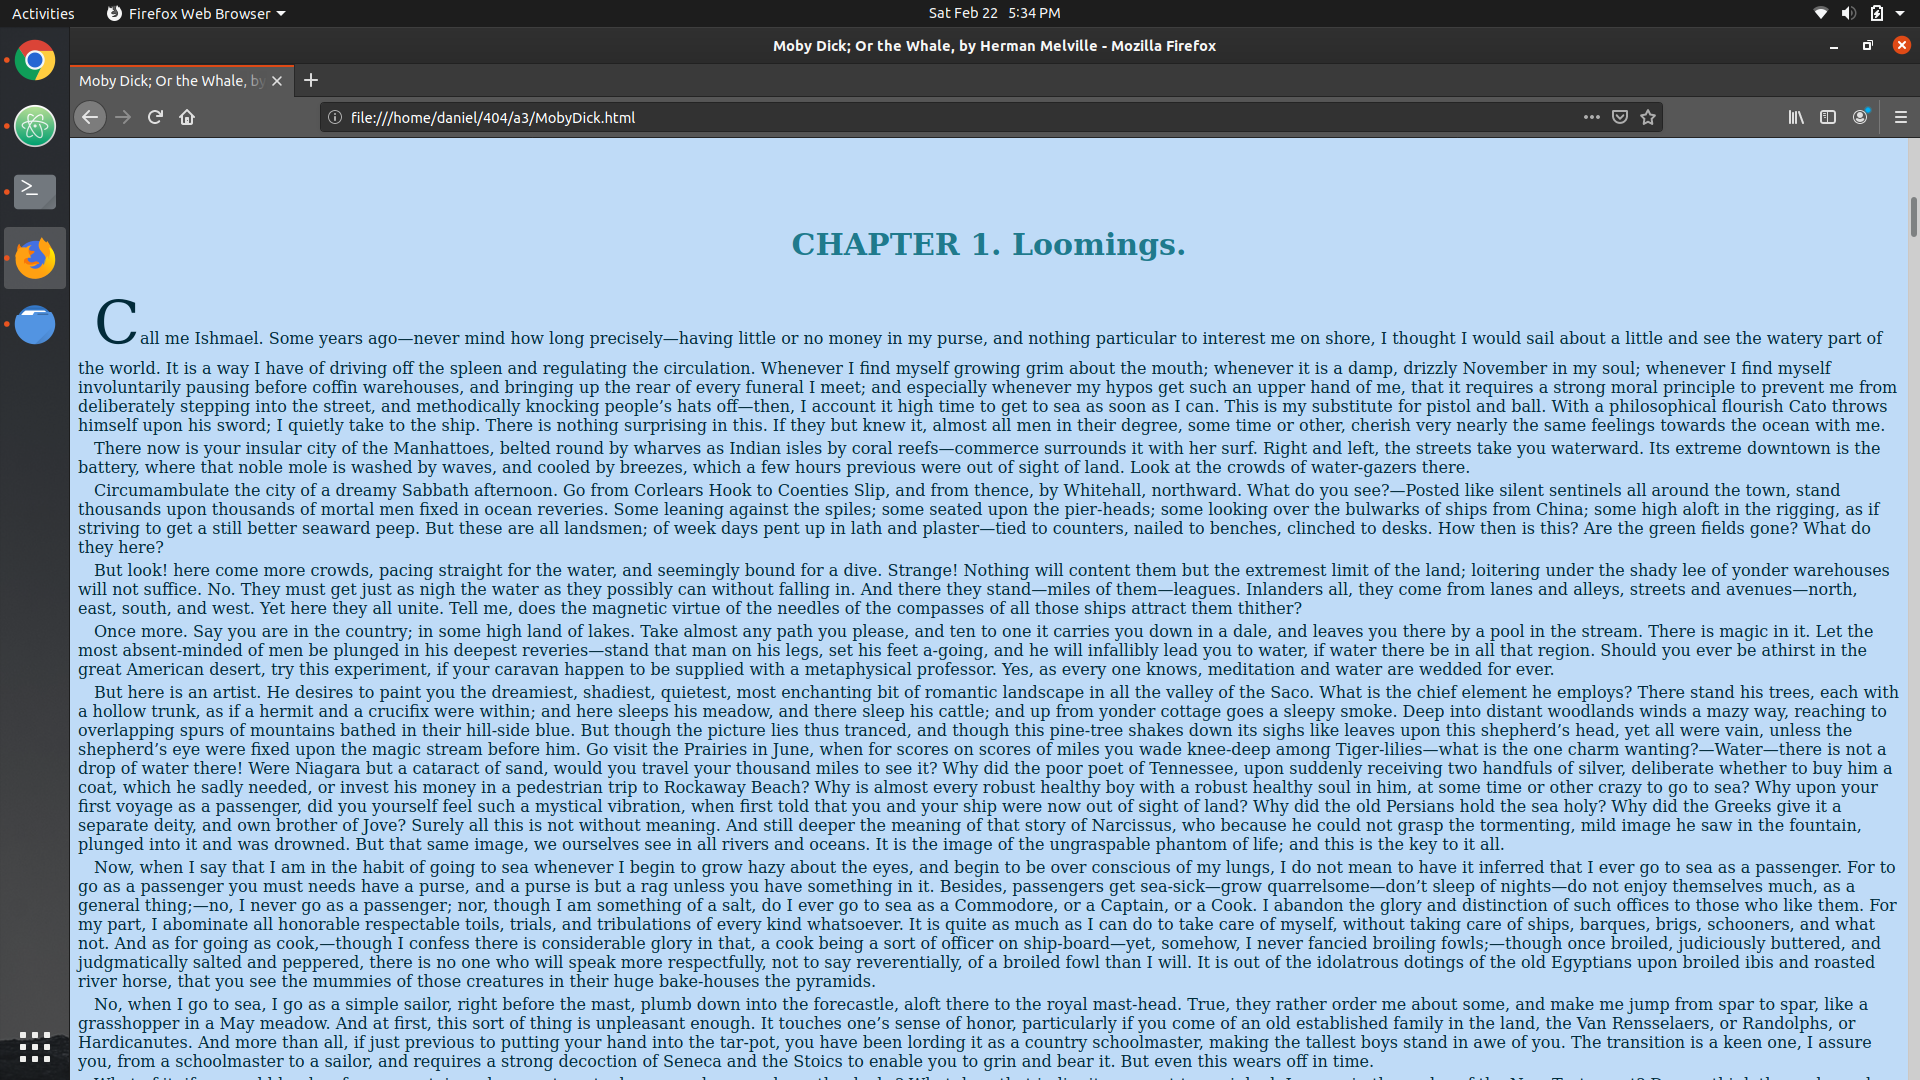 Activities Firefox Web Browser Sat Feb 22 5:34 PM
Moby Dick; Or the Whale, by Herman Melville - Mozilla Firefox
Moby Dick; Or the Whale, by
file:///home/daniel/404/a3/MobyDick.html
CHAPTER 1. Loomings.
Call me Ishmael. Some years ago—never mind how long precisely—having little or no money in my purse, and nothing particular to interest me on shore, I thought I would sail about a little and see the watery part of
the world. It is a way I have of driving off the spleen and regulating the circulation. Whenever I find myself growing grim about the mouth; whenever it is a damp, drizzly November in my soul; whenever I find myself
involuntarily pausing before coffin warehouses, and bringing up the rear of every funeral I meet; and especially whenever my hypos get such an upper hand of me, that it requires a strong moral principle to prevent me from
deliberately stepping into the street, and methodically knocking people’s hats off—then, I account it high time to get to sea as soon as I can. This is my substitute for pistol and ball. With a philosophical flourish Cato throws
himself upon his sword; I quietly take to the ship. There is nothing surprising in this. If they but knew it, almost all men in their degree, some time or other, cherish very nearly the same feelings towards the ocean with me.
There now is your insular city of the Manhattoes, belted round by wharves as Indian isles by coral reefs—commerce surrounds it with her surf. Right and left, the streets take you waterward. Its extreme downtown is the
battery, where that noble mole is washed by waves, and cooled by breezes, which a few hours previous were out of sight of land. Look at the crowds of water-gazers there.
Circumambulate the city of a dreamy Sabbath afternoon. Go from Corlears Hook to Coenties Slip, and from thence, by Whitehall, northward. What do you see?—Posted like silent sentinels all around the town, stand
thousands upon thousands of mortal men fixed in ocean reveries. Some leaning against the spiles; some seated upon the pier-heads; some looking over the bulwarks of ships from China; some high aloft in the rigging, as if
striving to get a still better seaward peep. But these are all landsmen; of week days pent up in lath and plaster—tied to counters, nailed to benches, clinched to desks. How then is this? Are the green fields gone? What do
they here?
But look! here come more crowds, pacing straight for the water, and seemingly bound for a dive. Strange! Nothing will content them but the extremest limit of the land; loitering under the shady lee of yonder warehouses
will not suffice. No. They must get just as nigh the water as they possibly can without falling in. And there they stand—miles of them—leagues. Inlanders all, they come from lanes and alleys, streets and avenues—north,
east, south, and west. Yet here they all unite. Tell me, does the magnetic virtue of the needles of the compasses of all those ships attract them thither?
Once more. Say you are in the country; in some high land of lakes. Take almost any path you please, and ten to one it carries you down in a dale, and leaves you there by a pool in the stream. There is magic in it. Let the
most absent-minded of men be plunged in his deepest reveries—stand that man on his legs, set his feet a-going, and he will infallibly lead you to water, if water there be in all that region. Should you ever be athirst in the
great American desert, try this experiment, if your caravan happen to be supplied with a metaphysical professor. Yes, as every one knows, meditation and water are wedded for ever.
But here is an artist. He desires to paint you the dreamiest, shadiest, quietest, most enchanting bit of romantic landscape in all the valley of the Saco. What is the chief element he employs? There stand his trees, each with
a hollow trunk, as if a hermit and a crucifix were within; and here sleeps his meadow, and there sleep his cattle; and up from yonder cottage goes a sleepy smoke. Deep into distant woodlands winds a mazy way, reaching to
overlapping spurs of mountains bathed in their hill-side blue. But though the picture lies thus tranced, and though this pine-tree shakes down its sighs like leaves upon this shepherd’s head, yet all were vain, unless the
shepherd’s eye were fixed upon the magic stream before him. Go visit the Prairies in June, when for scores on scores of miles you wade knee-deep among Tiger-lilies—what is the one charm wanting?—Water—there is not a
drop of water there! Were Niagara but a cataract of sand, would you travel your thousand miles to see it? Why did the poor poet of Tennessee, upon suddenly receiving two handfuls of silver, deliberate whether to buy him a
coat, which he sadly needed, or invest his money in a pedestrian trip to Rockaway Beach? Why is almost every robust healthy boy with a robust healthy soul in him, at some time or other crazy to go to sea? Why upon your
first voyage as a passenger, did you yourself feel such a mystical vibration, when first told that you and your ship were now out of sight of land? Why did the old Persians hold the sea holy? Why did the Greeks give it a
separate deity, and own brother of Jove? Surely all this is not without meaning. And still deeper the meaning of that story of Narcissus, who because he could not grasp the tormenting, mild image he saw in the fountain,
plunged into it and was drowned. But that same image, we ourselves see in all rivers and oceans. It is the image of the ungraspable phantom of life; and this is the key to it all.
Now, when I say that I am in the habit of going to sea whenever I begin to grow hazy about the eyes, and begin to be over conscious of my lungs, I do not mean to have it inferred that I ever go to sea as a passenger. For to
go as a passenger you must needs have a purse, and a purse is but a rag unless you have something in it. Besides, passengers get sea-sick—grow quarrelsome—don’t sleep of nights—do not enjoy themselves much, as a
general thing;—no, I never go as a passenger; nor, though I am something of a salt, do I ever go to sea as a Commodore, or a Captain, or a Cook. I abandon the glory and distinction of such offices to those who like them. For
my part, I abominate all honorable respectable toils, trials, and tribulations of every kind whatsoever. It is quite as much as I can do to take care of myself, without taking care of ships, barques, brigs, schooners, and what
not. And as for going as cook,—though I confess there is considerable glory in that, a cook being a sort of officer on ship-board—yet, somehow, I never fancied broiling fowls;—though once broiled, judiciously buttered, and
judgmatically salted and peppered, there is no one who will speak more respectfully, not to say reverentially, of a broiled fowl than I will. It is out of the idolatrous dotings of the old Egyptians upon broiled ibis and roasted
river horse, that you see the mummies of those creatures in their huge bake-houses the pyramids.
No, when I go to sea, I go as a simple sailor, right before the mast, plumb down into the forecastle, aloft there to the royal mast-head. True, they rather order me about some, and make me jump from spar to spar, like a
grasshopper in a May meadow. And at first, this sort of thing is unpleasant enough. It touches one’s sense of honor, particularly if you come of an old established family in the land, the Van Rensselaers, or Randolphs, or
Hardicanutes. And more than all, if just previous to putting your hand into the tar-pot, you have been lording it as a country schoolmaster, making the tallest boys stand in awe of you. The transition is a keen one, I assure
you, from a schoolmaster to a sailor, and requires a strong decoction of Seneca and the Stoics to enable you to grin and bear it. But even this wears off in time.